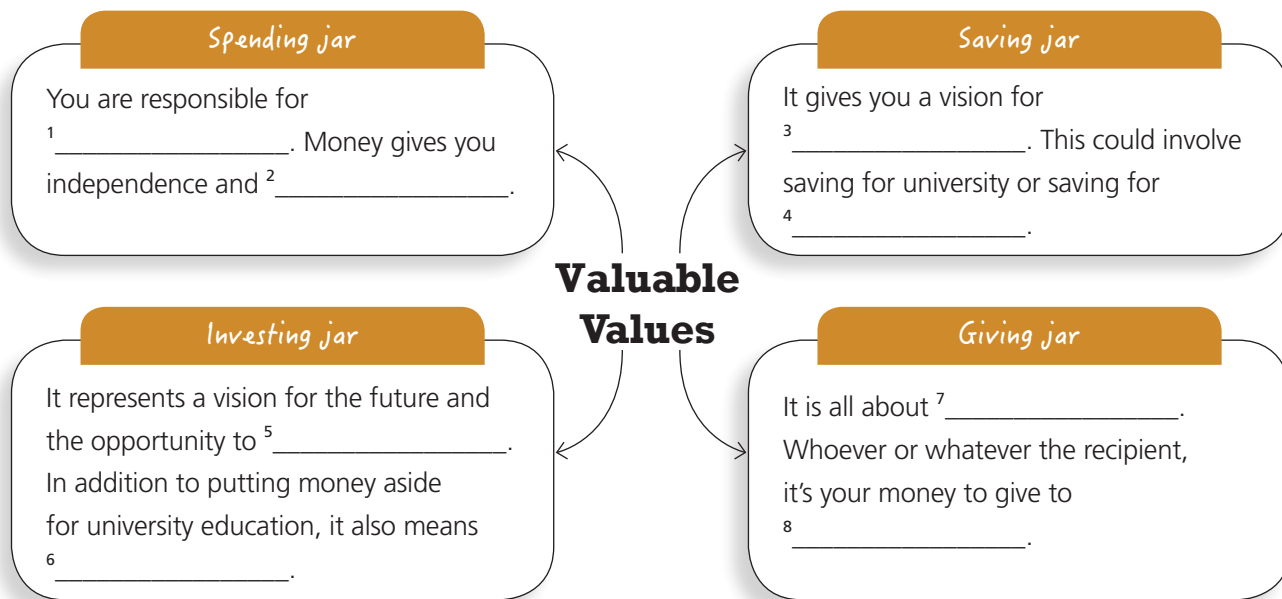 Spending jar
You are responsible for
1__________________. Money gives you
independence and 2__________________.
Saving jar
It gives you a vision for
3__________________. This could involve
saving for university or saving for
4__________________.
Valuable
Values
Investing jar
It represents a vision for the future and
the opportunity to 5__________________.
In addition to putting money aside
for university education, it also means
6__________________.
Giving jar
It is all about 7__________________.
Whoever or whatever the recipient,
it's your money to give to
8__________________.